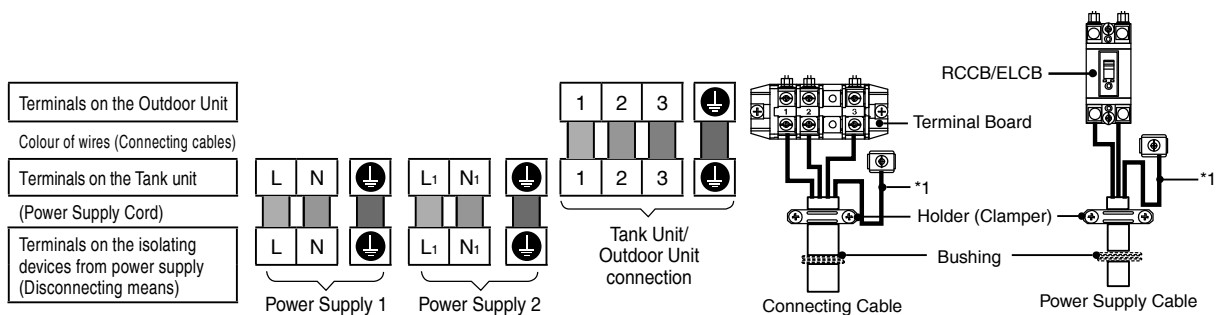 Terminals on the Outdoor Unit
Colour of wires (Connecting cables)
Terminals on the Tank unit
(Power Supply Cord)
Terminals on the isolating
devices from power supply
(Disconnecting means)
L N
L N
Power Supply 1
L1 N1
L1 N1
Power Supply 2
1 2 3
1 2 3
Tank Unit/
Outdoor Unit
connection
1 2 3
Terminal Board
*1
Holder (Clamper)
Bushing
Connecting Cable
RCCB/ELCB
*1
Power Supply Cable